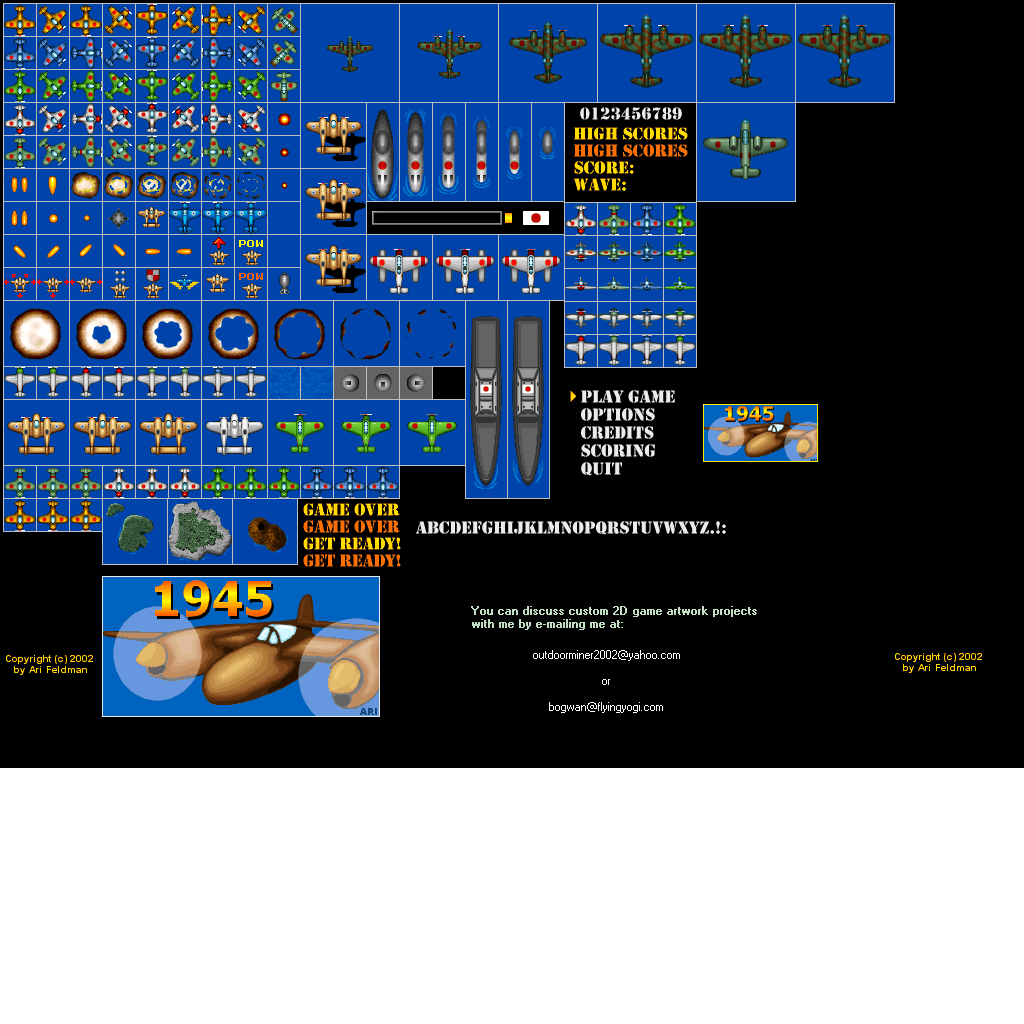 0123456789
HIGH SCORES
HIGH SCORES
SCORE:
WAVE:
POW
POW
PLAY GAME
OPTIONS
CREDITS
SCORING
QUIT
1945
GAME OVER
GAME OVER
GET READY!
GET READY!
ABCDEFGHIJKLMNOPQRSTUVWXYZ.!:
1945
ARI
You can discuss custom 2D game artwork projects
with me by e-mailing me at:
outdoorminer2002@yahoo.com
or
bogwan@flyingyogi.com
Copyright (c) 2002
by Ari Feldman
Copyright (c) 2002
by Ari Feldman